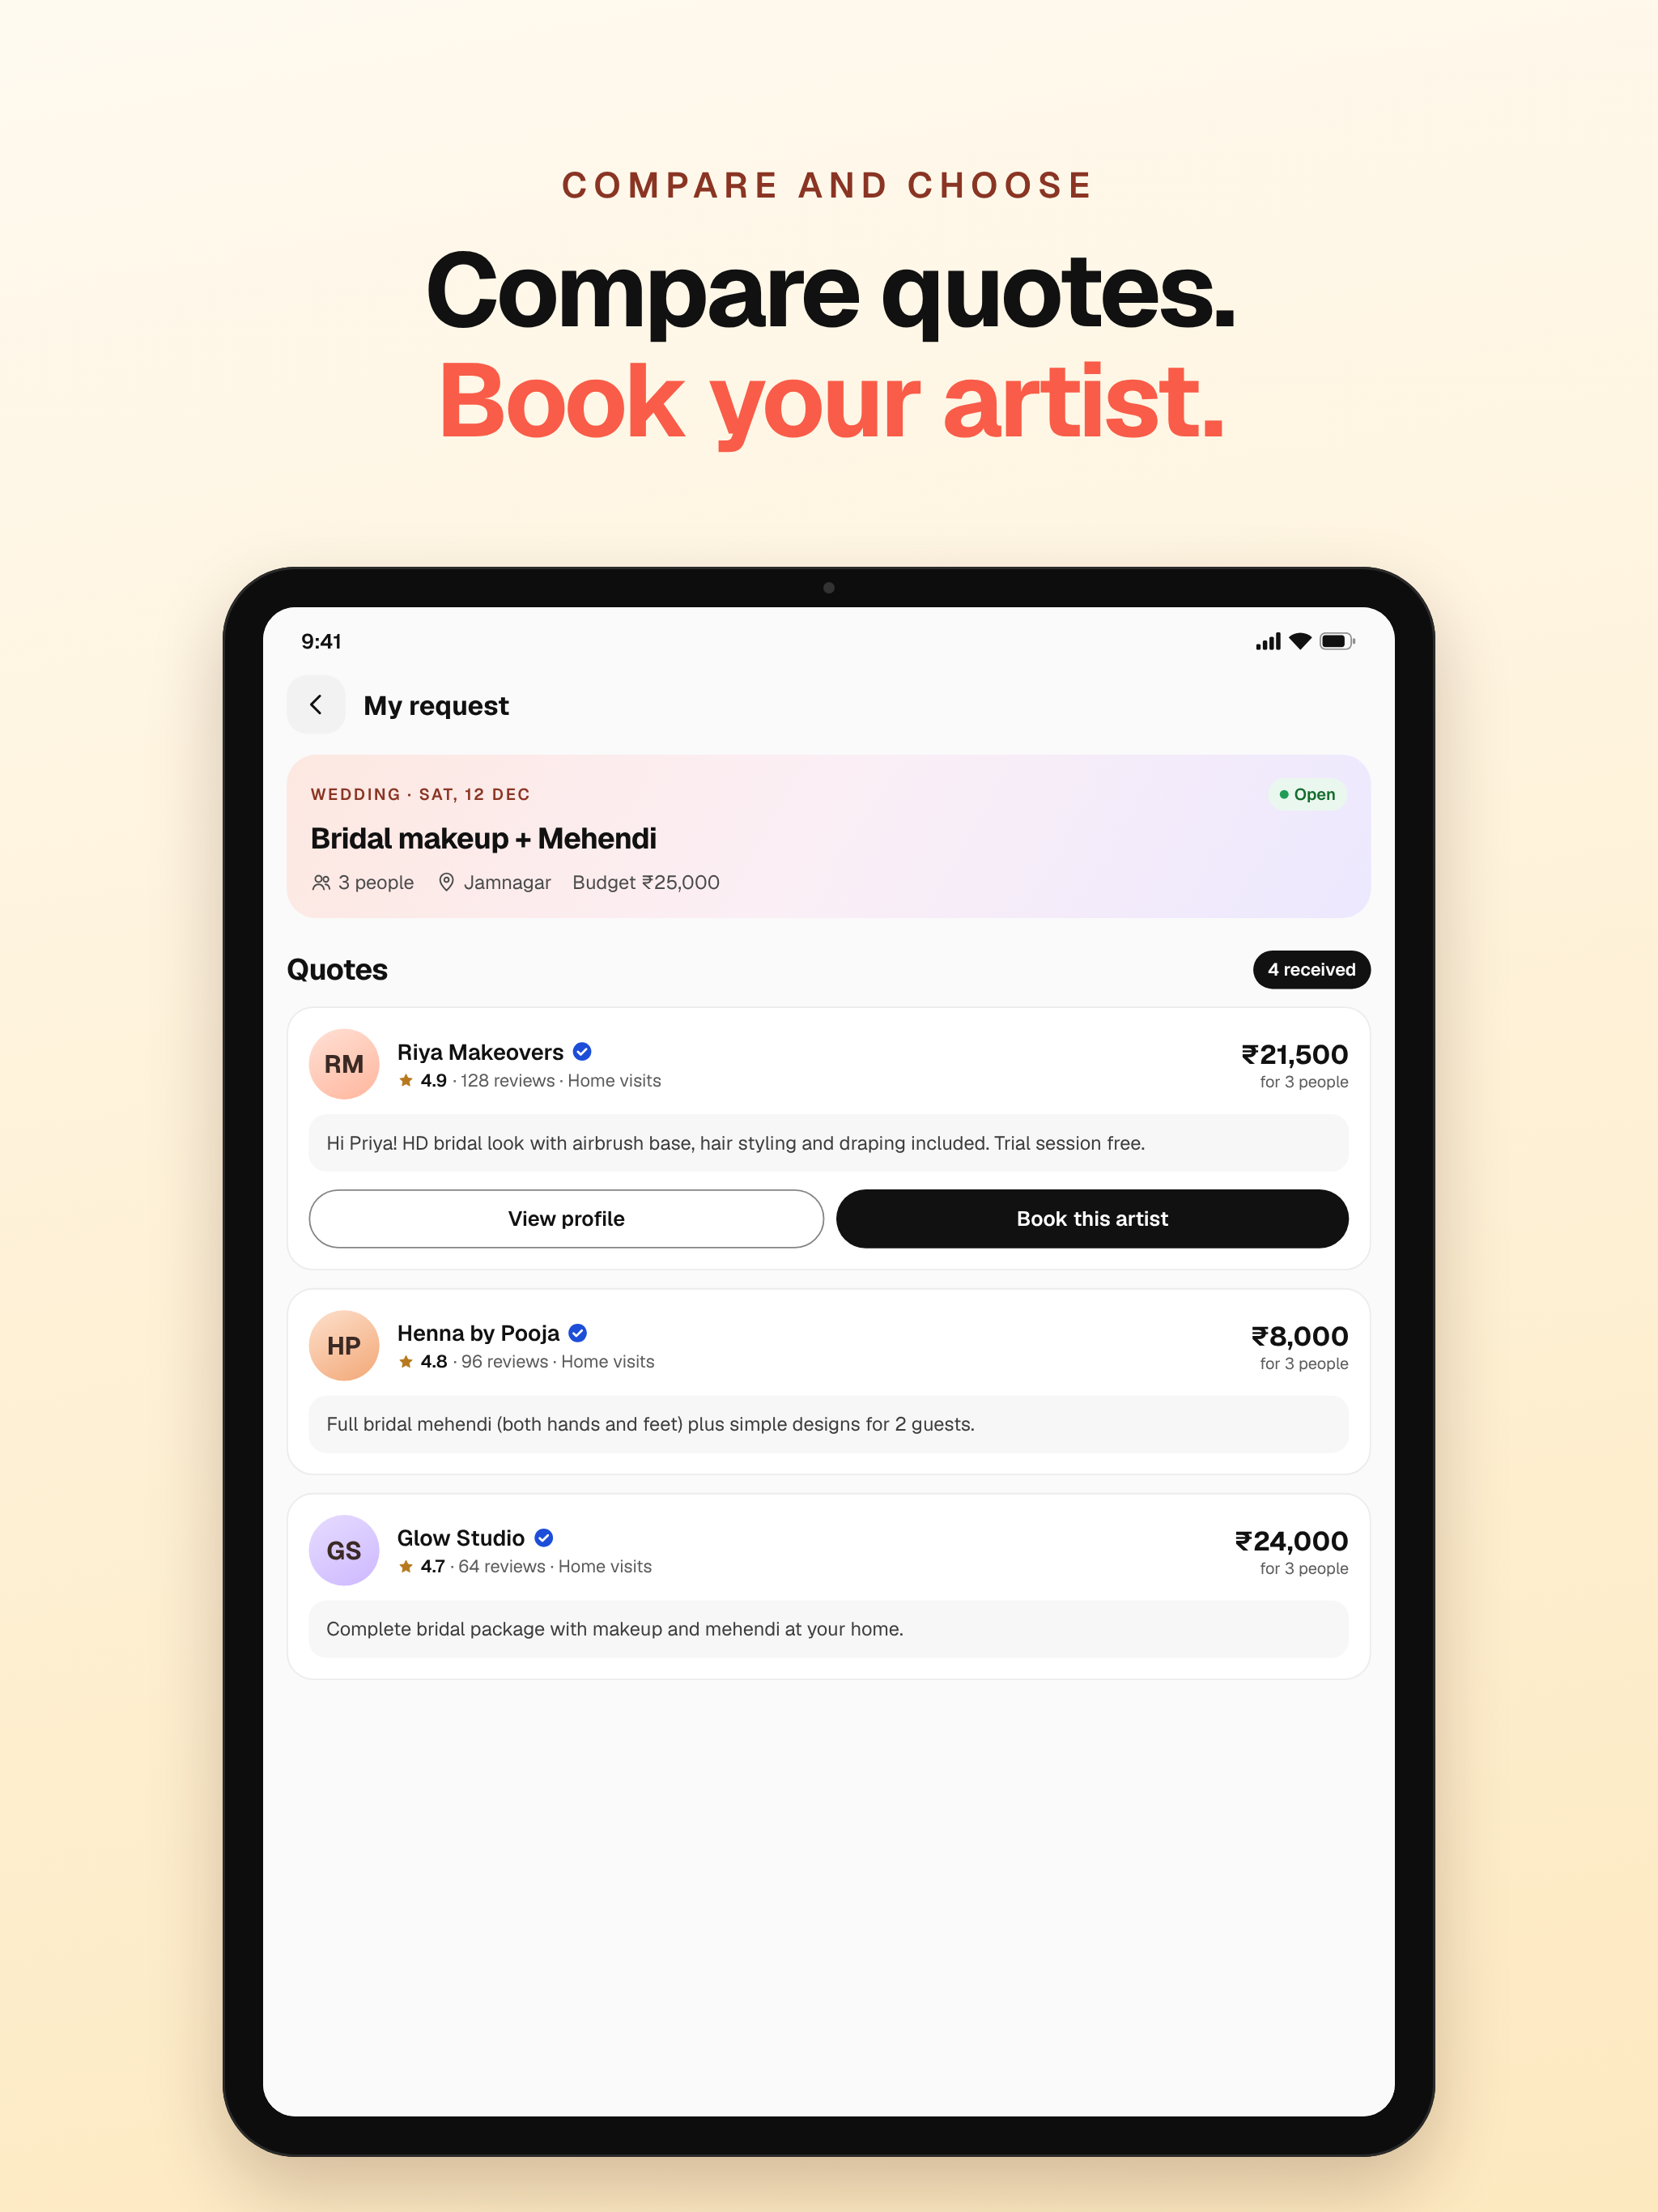 COMPARE AND CHOOSE
Compare quotes.
Book your artist.
9:41
My request
WEDDING · SAT, 12 DEC
Open
Bridal makeup + Mehendi
3 people Jamnagar Budget ₹25,000
Quotes
4 received
RM
Riya Makeovers
4.9 · 128 reviews · Home visits
₹21,500
for 3 people
Hi Priya! HD bridal look with airbrush base, hair styling and draping included. Trial session free.
View profile
Book this artist
HP
Henna by Pooja
4.8 · 96 reviews · Home visits
₹8,000
for 3 people
Full bridal mehendi (both hands and feet) plus simple designs for 2 guests.
GS
Glow Studio
4.7 · 64 reviews · Home visits
₹24,000
for 3 people
Complete bridal package with makeup and mehendi at your home.